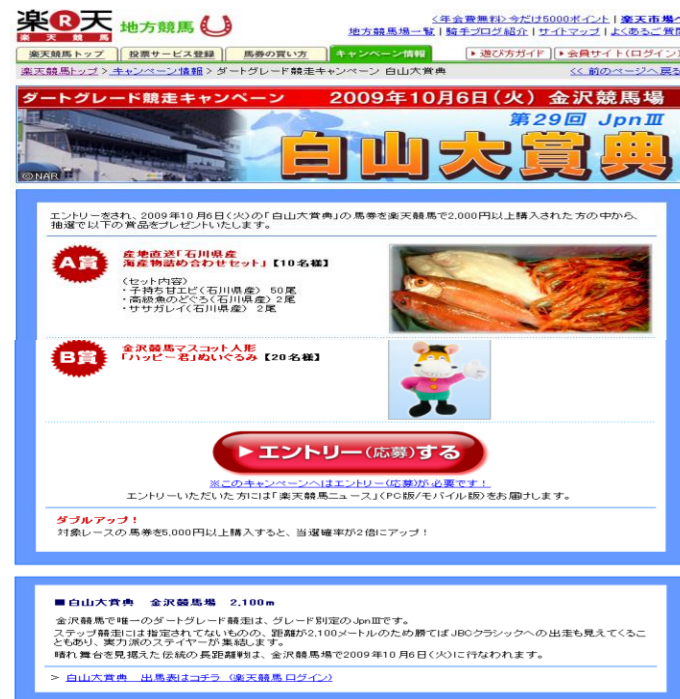 楽R天
楽天競馬
地方競馬
<年会費無料>今だけ5000ポイント | 楽天市場へ
地方競馬場一覧 | 騎手ブログ紹介 | サイトマップ | よくあるご質問
楽天競馬トップ 投票サービス登録 馬券の買い方 キャンペーン情報 遊び方ガイド 会員サイト(ログイン)
楽天競馬トップ > キャンペーン情報 > ダートグレード競走キャンペーン 白山大賞典 << 前のページへ戻る
ダートグレード競走キャンペーン 2009年10月6日(火) 金沢競馬場
第29回 JpnⅢ
白山大賞典
©NAR
エントリーをされ、2009年10月6日(火)の「白山大賞典」の馬券を楽天競馬で2,000円以上購入された方の中から、
抽選で以下の賞品をプレゼントいたします。
A賞
産地直送「石川県産
海産物詰め合わせセット」【10名様】
(セット内容)
・子持ち甘エビ(石川県産) 50尾
・高級魚のどぐろ(石川県産) 2尾
・ササガレイ(石川県産) 2尾
B賞
金沢競馬マスコット人形
「ハッピー君」ぬいぐるみ【20名様】
エントリー(応募)する
※このキャンペーンへはエントリー(応募)が必要です!
エントリーいただいた方には「楽天競馬ニュース」(PC版/モバイル版)をお届けします。
ダブルアップ!
対象レースの馬券を5,000円以上購入すると、当選確率が2倍にアップ!
■白山大賞典 金沢競馬場 2,100m
金沢競馬で唯一のダートグレード競走は、グレード別定のJpnⅢです。
ステップ競走には指定されてないものの、距離が2,100メートルのため勝てばJBCクラシックへの出走も見えてくるこ
ともあり、実力派のステイヤーが集結します。
晴れ舞台を見据えた伝統の長距離戦は、金沢競馬場で2009年10月6日(火)に行なわれます。
> 白山大賞典 出馬表はコチラ (楽天競馬ログイン)